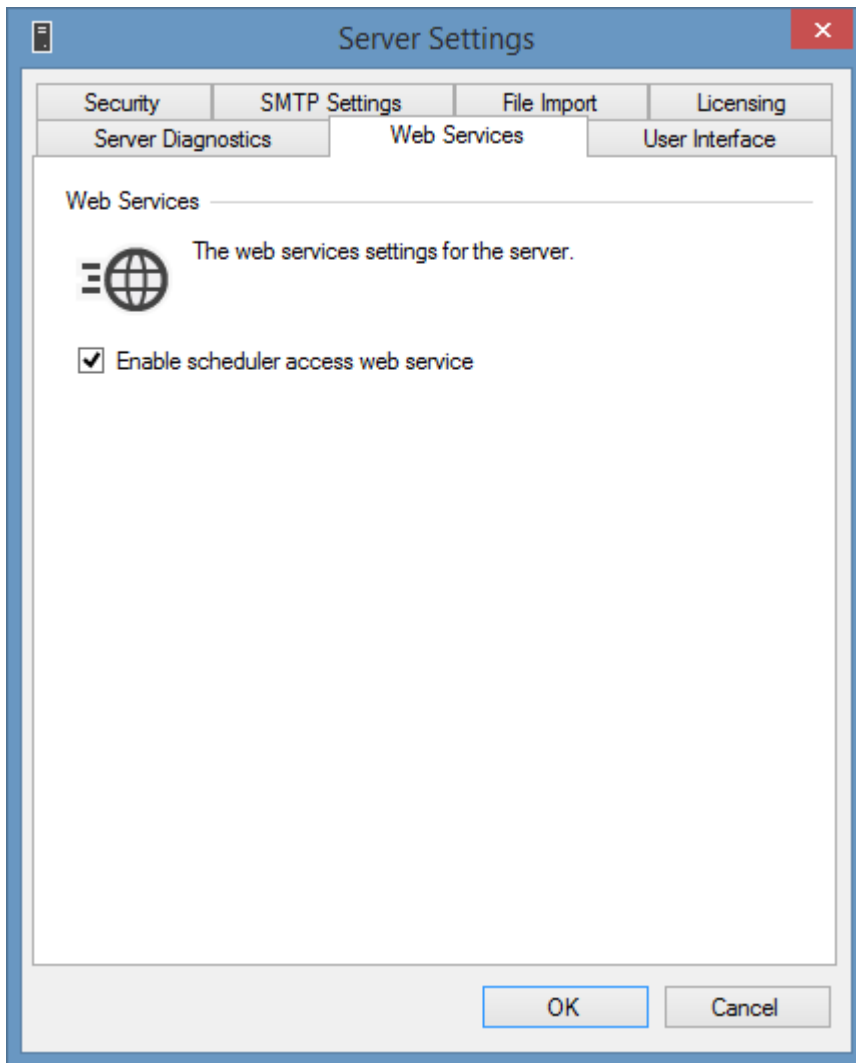 Server Settings
Security SMTP Settings File Import Licensing
Server Diagnostics Web Services User Interface
Web Services
The web services settings for the server.
Enable scheduler access web service
OK Cancel